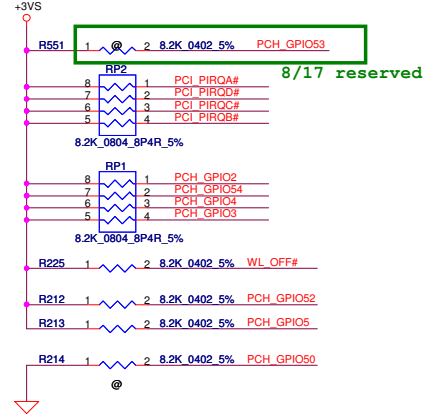 +3VS
R551 1 @ 2 8.2K_0402_5% PCH_GPIO53
8/17 reserved
RP2
8 1 PCI_PIRQA#
7 2 PCI_PIRQD#
6 3 PCI_PIRQC#
5 4 PCI_PIRQB#
8.2K_0804_8P4R_5%
RP1
8 1 PCH_GPIO2
7 2 PCH_GPIO54
6 3 PCH_GPIO4
5 4 PCH_GPIO3
8.2K_0804_8P4R_5%
R225 1 2 8.2K_0402_5% WL_OFF#
R212 1 2 8.2K_0402_5% PCH_GPIO52
R213 1 2 8.2K_0402_5% PCH_GPIO5
R214 1 2 8.2K_0402_5% PCH_GPIO50
@